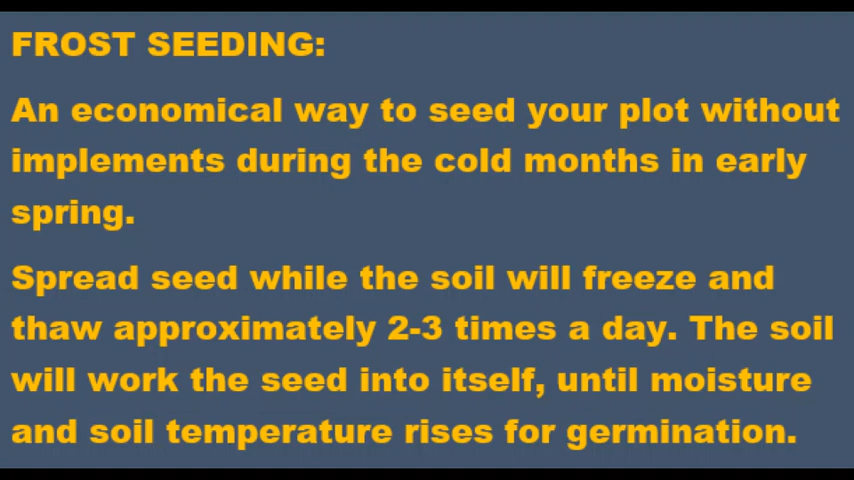 FROST SEEDING:
An economical way to seed your plot without
implements during the cold months in early
spring.
Spread seed while the soil will freeze and
thaw approximately 2-3 times a day. The soil
will work the seed into itself, until moisture
and soil temperature rises for germination.